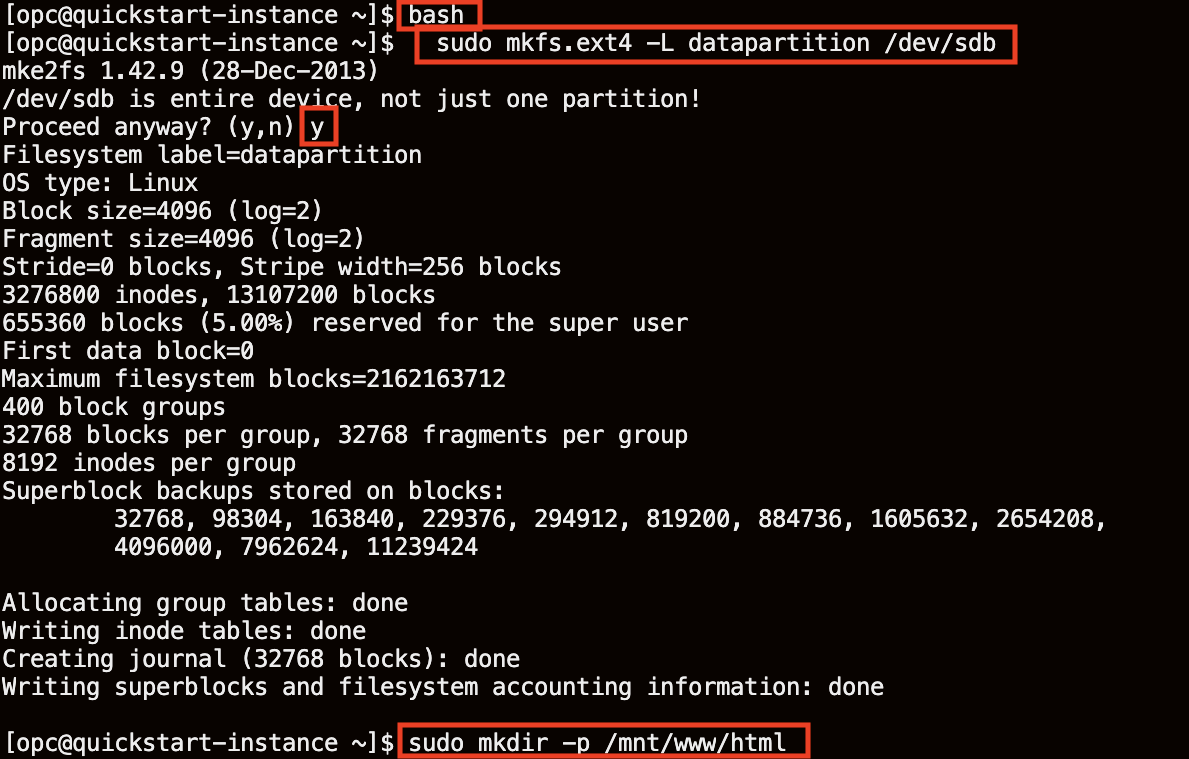 [opc@quickstart-instance ~]$ bash
[opc@quickstart-instance ~]$ sudo mkfs.ext4 -L datapartition /dev/sdb
mke2fs 1.42.9 (28-Dec-2013)
/dev/sdb is entire device, not just one partition!
Proceed anyway? (y,n) y
Filesystem label=datapartition
OS type: Linux
Block size=4096 (log=2)
Fragment size=4096 (log=2)
Stride=0 blocks, Stripe width=256 blocks
3276800 inodes, 13107200 blocks
655360 blocks (5.00%) reserved for the super user
First data block=0
Maximum filesystem blocks=2162163712
400 block groups
32768 blocks per group, 32768 fragments per group
8192 inodes per group
Superblock backups stored on blocks:
32768, 98304, 163840, 229376, 294912, 819200, 884736, 1605632, 2654208,
4096000, 7962624, 11239424
Allocating group tables: done
Writing inode tables: done
Creating journal (32768 blocks): done
Writing superblocks and filesystem accounting information: done
[opc@quickstart-instance ~]$ sudo mkdir -p /mnt/www/html